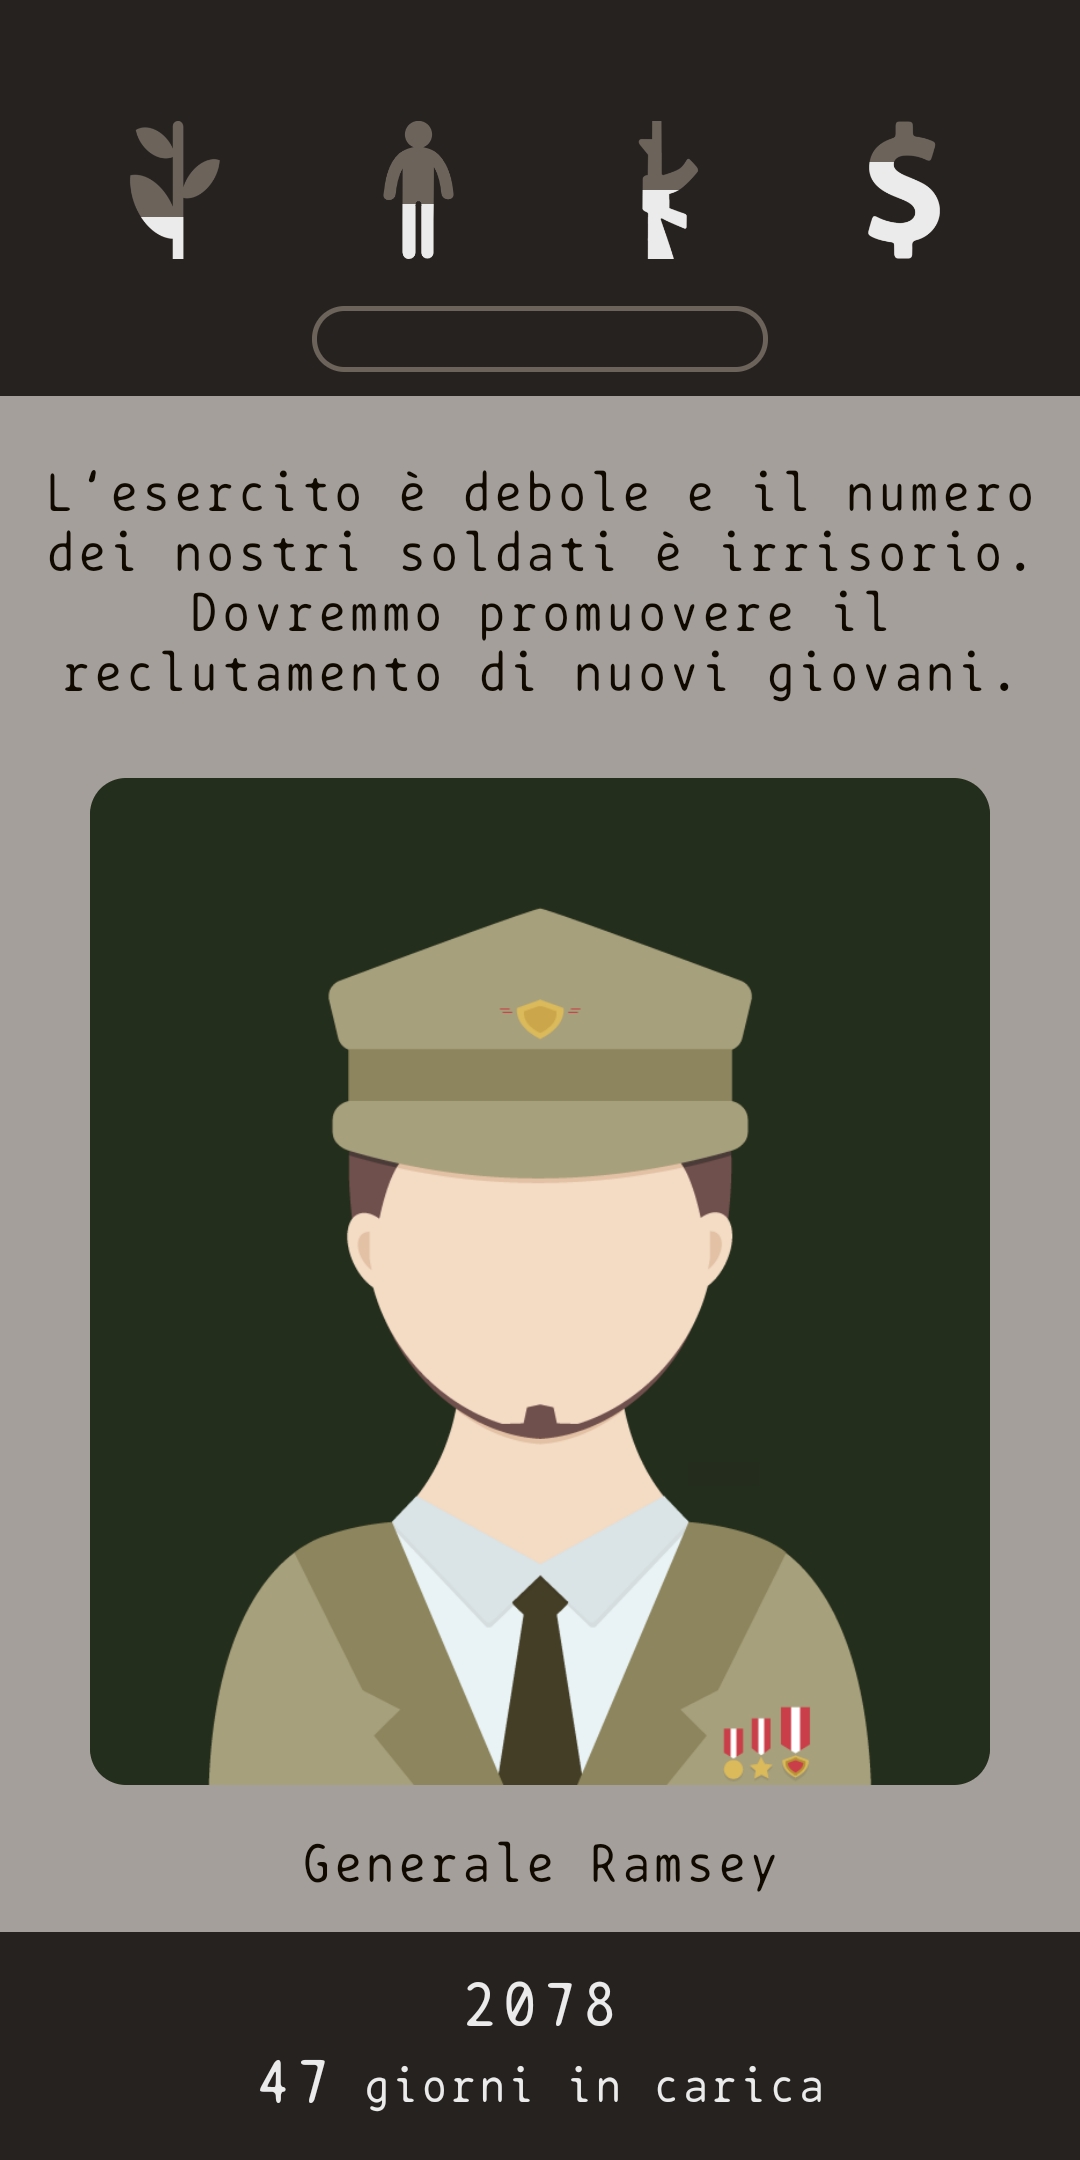 L‘esercito è debole e il numero
dei nostri soldati è irrisorio.
Dovremmo promuovere il
reclutamento di nuovi giovani.
Generale Ramsey
2078
47 giorni in carica